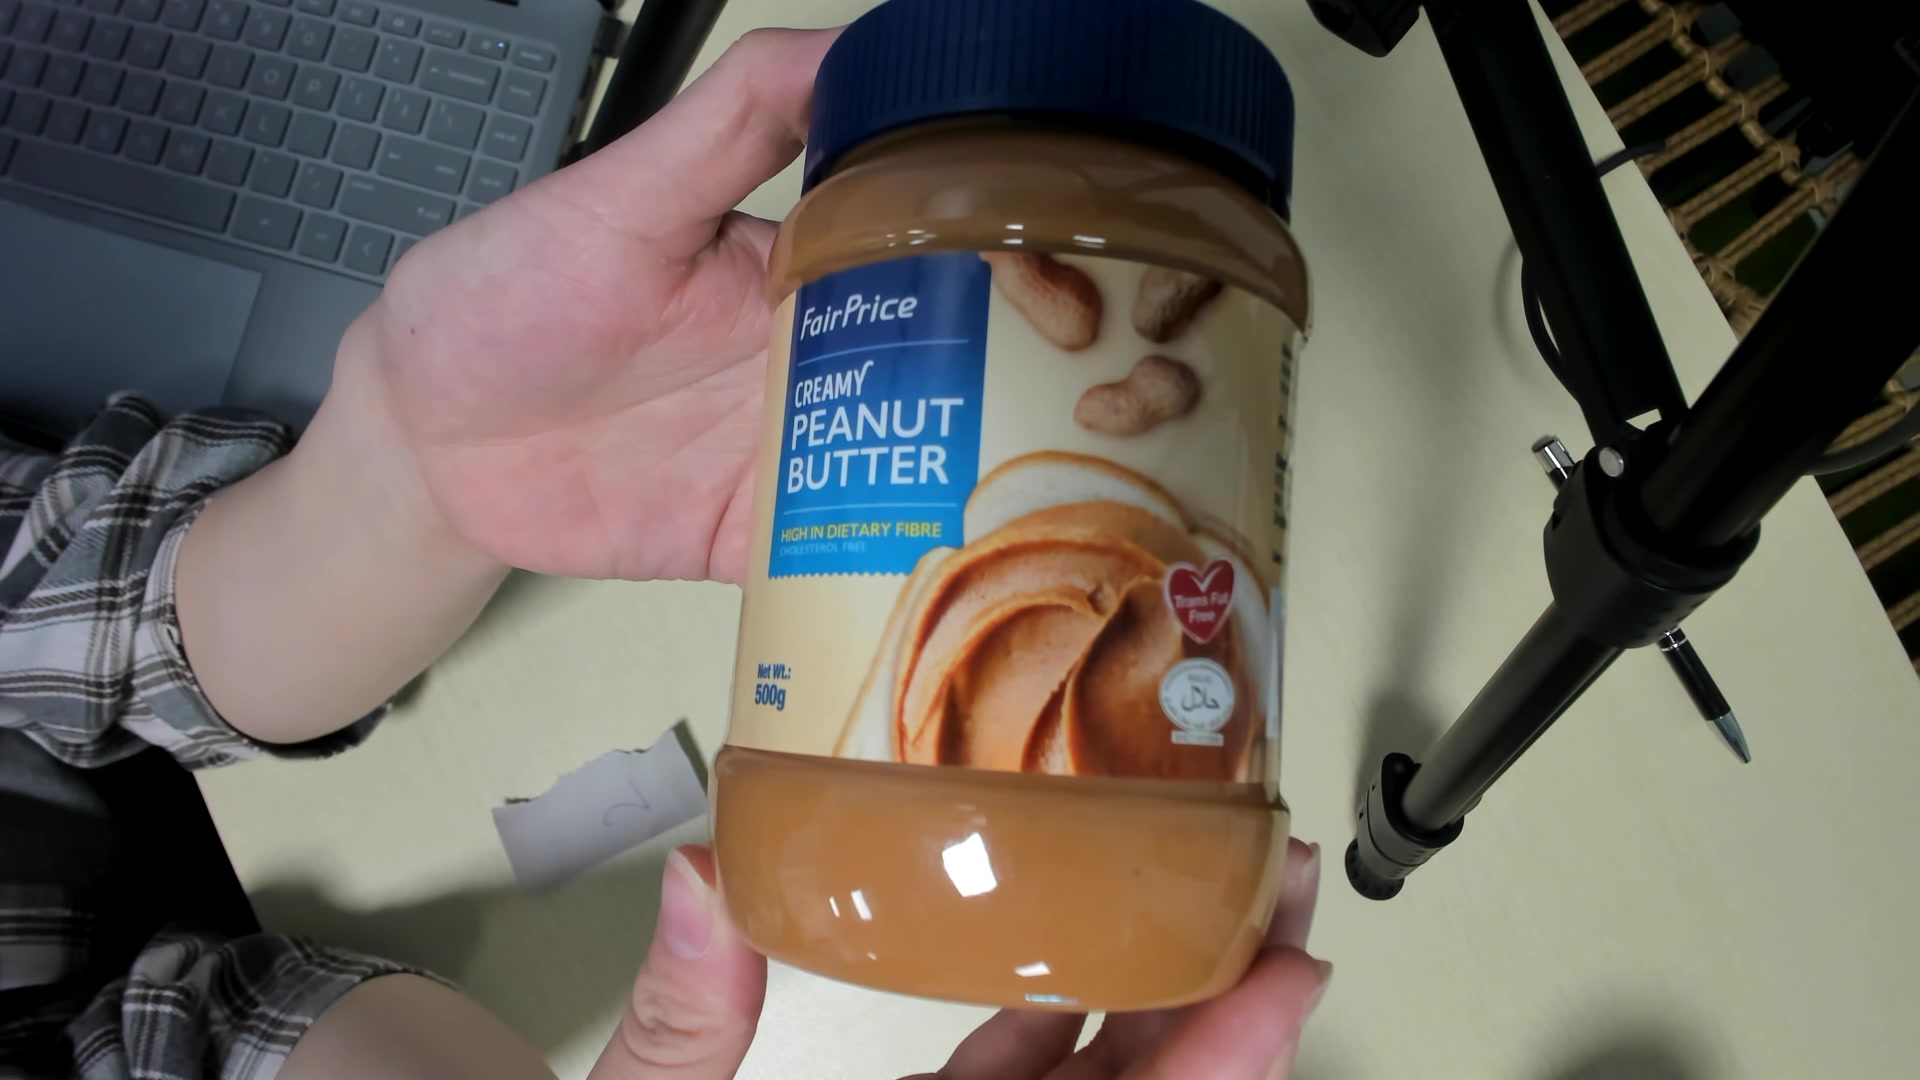 FairPrice
CREAMY
PEANUT
BUTTER
HIGH IN DIETARY FIBRE
CHOLESTEROL FREE
Trans Fat
Free
Net Wt.:
500g
حلال